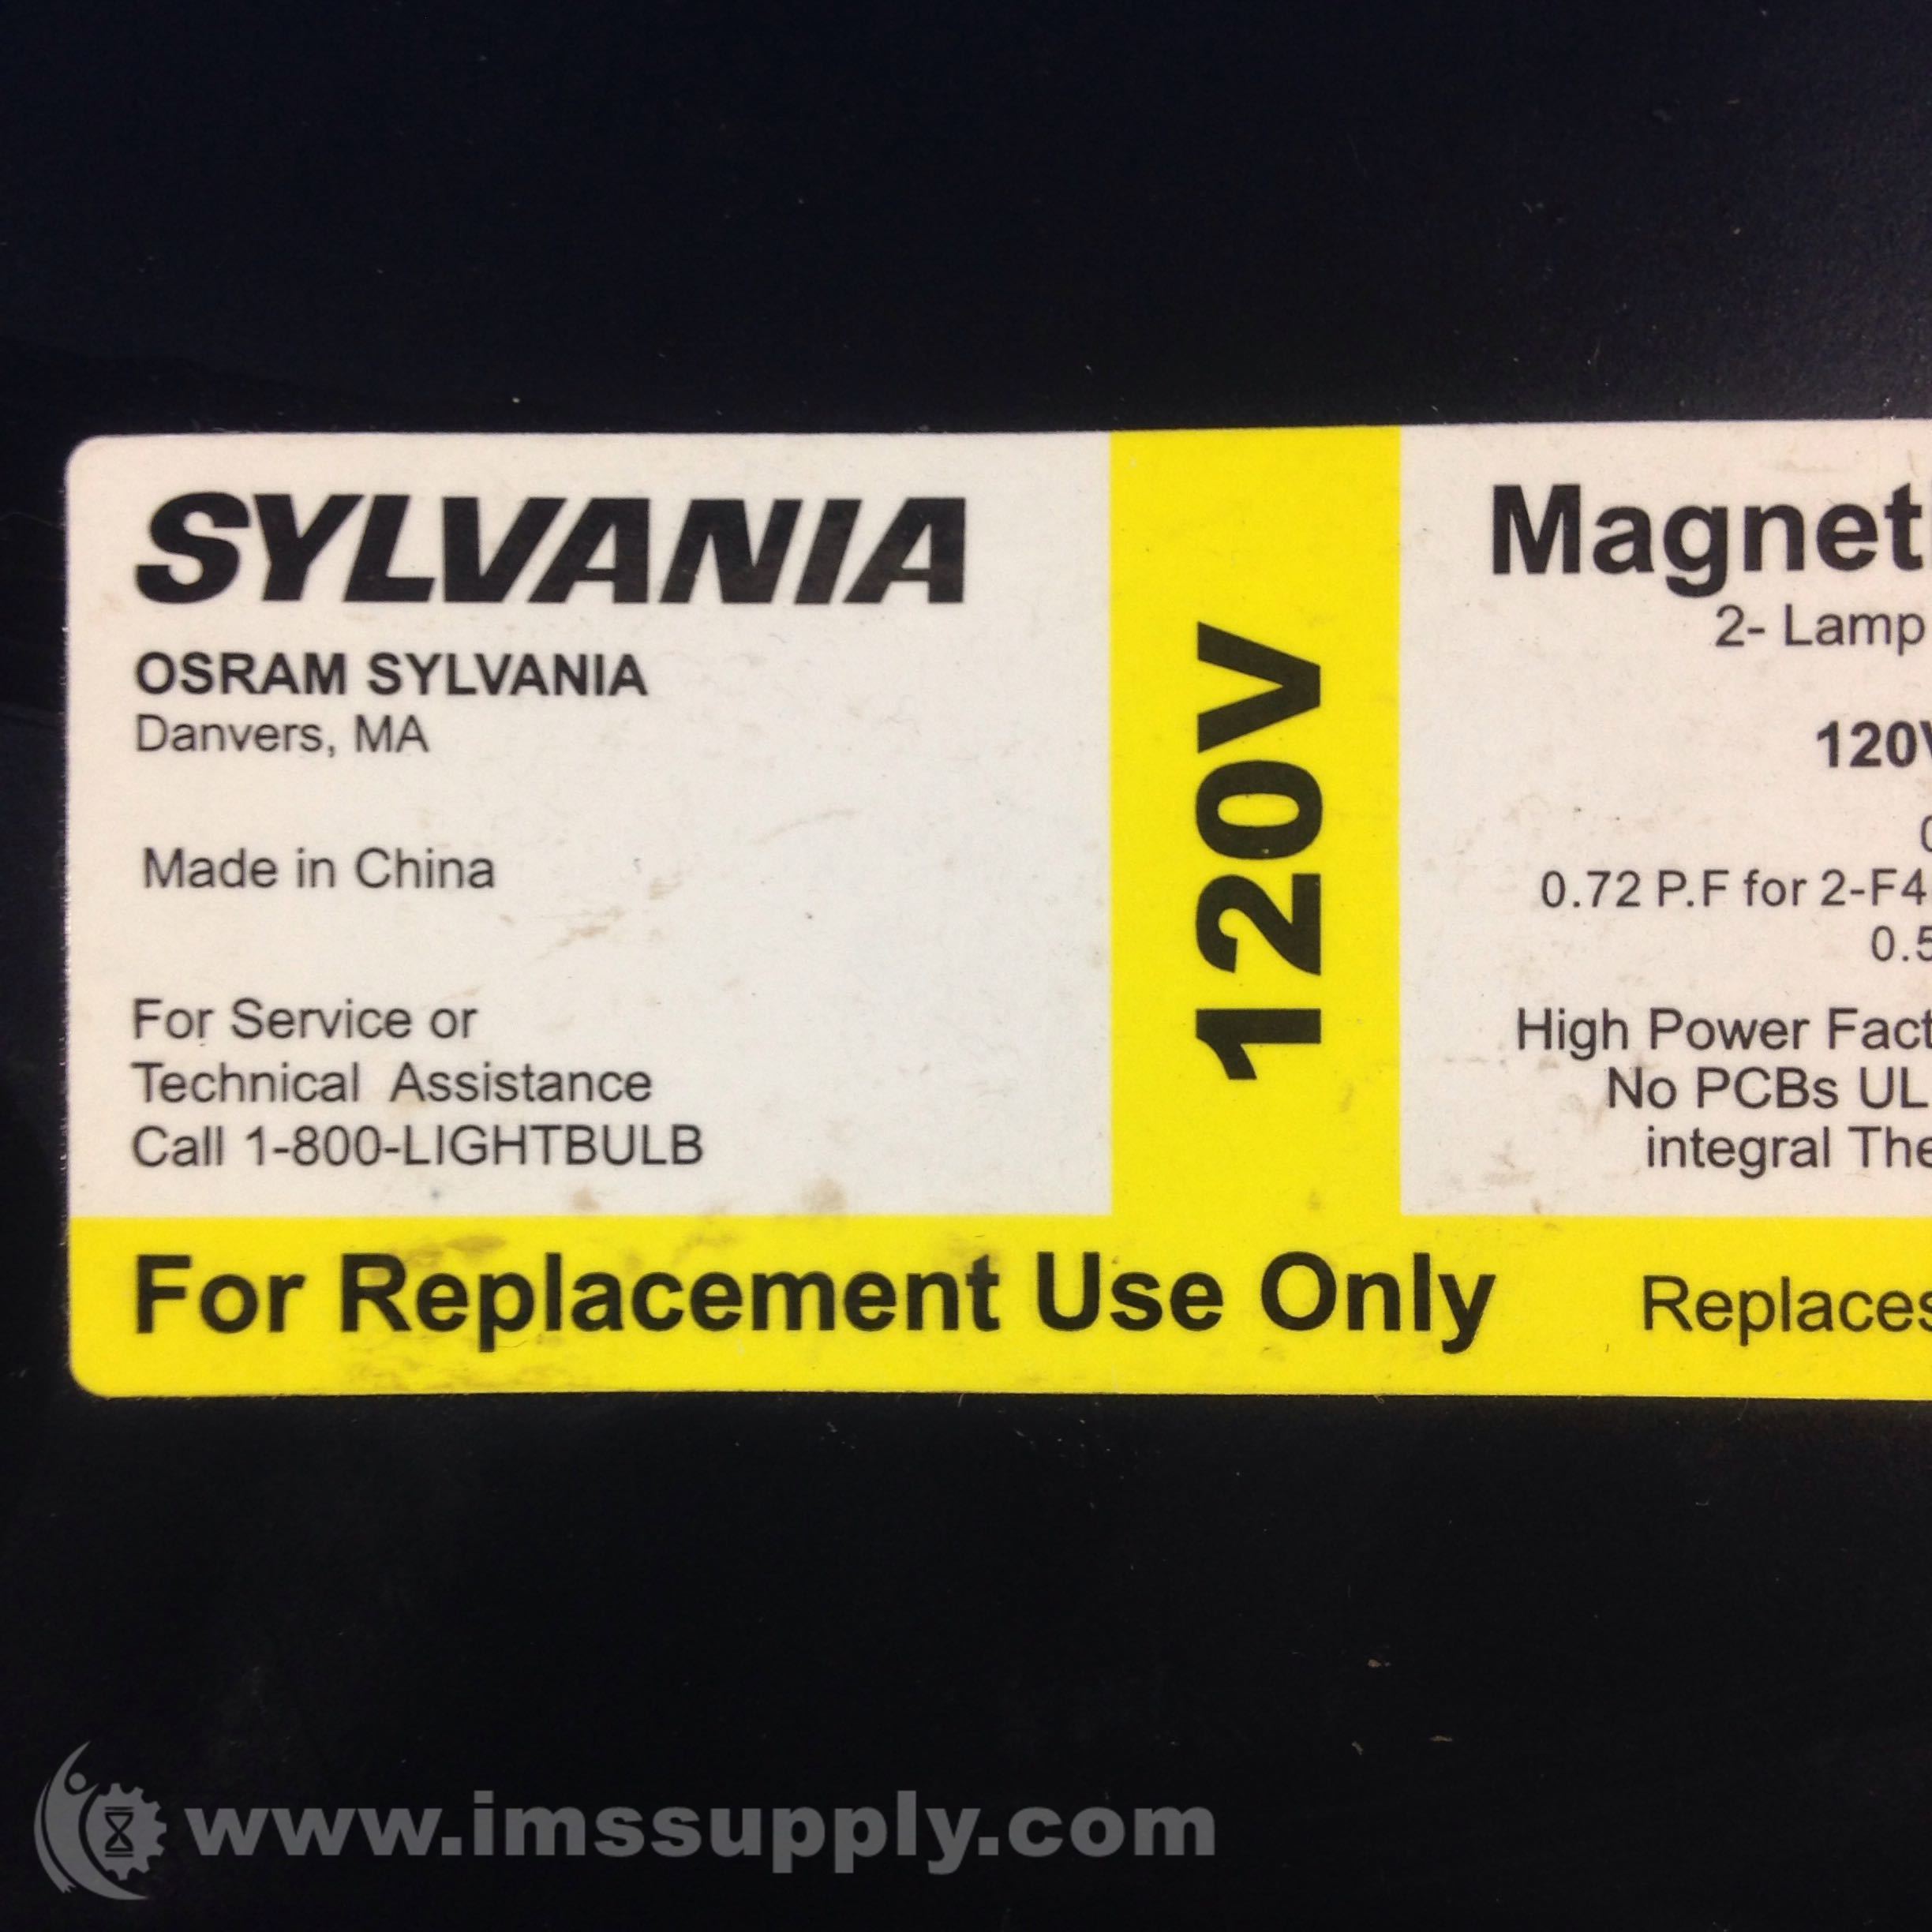 SYLVANIA
OSRAM SYLVANIA
Danvers, MA
Made in China
For Service or
Technical Assistance
Call 1-800-LIGHTBULB
120V
Magnet
2- Lamp
120V
0.72 P.F for 2-F4
0.5
High Power Fact
No PCBs UL
integral The
For Replacement Use Only
Replaces
www.imssupply.com